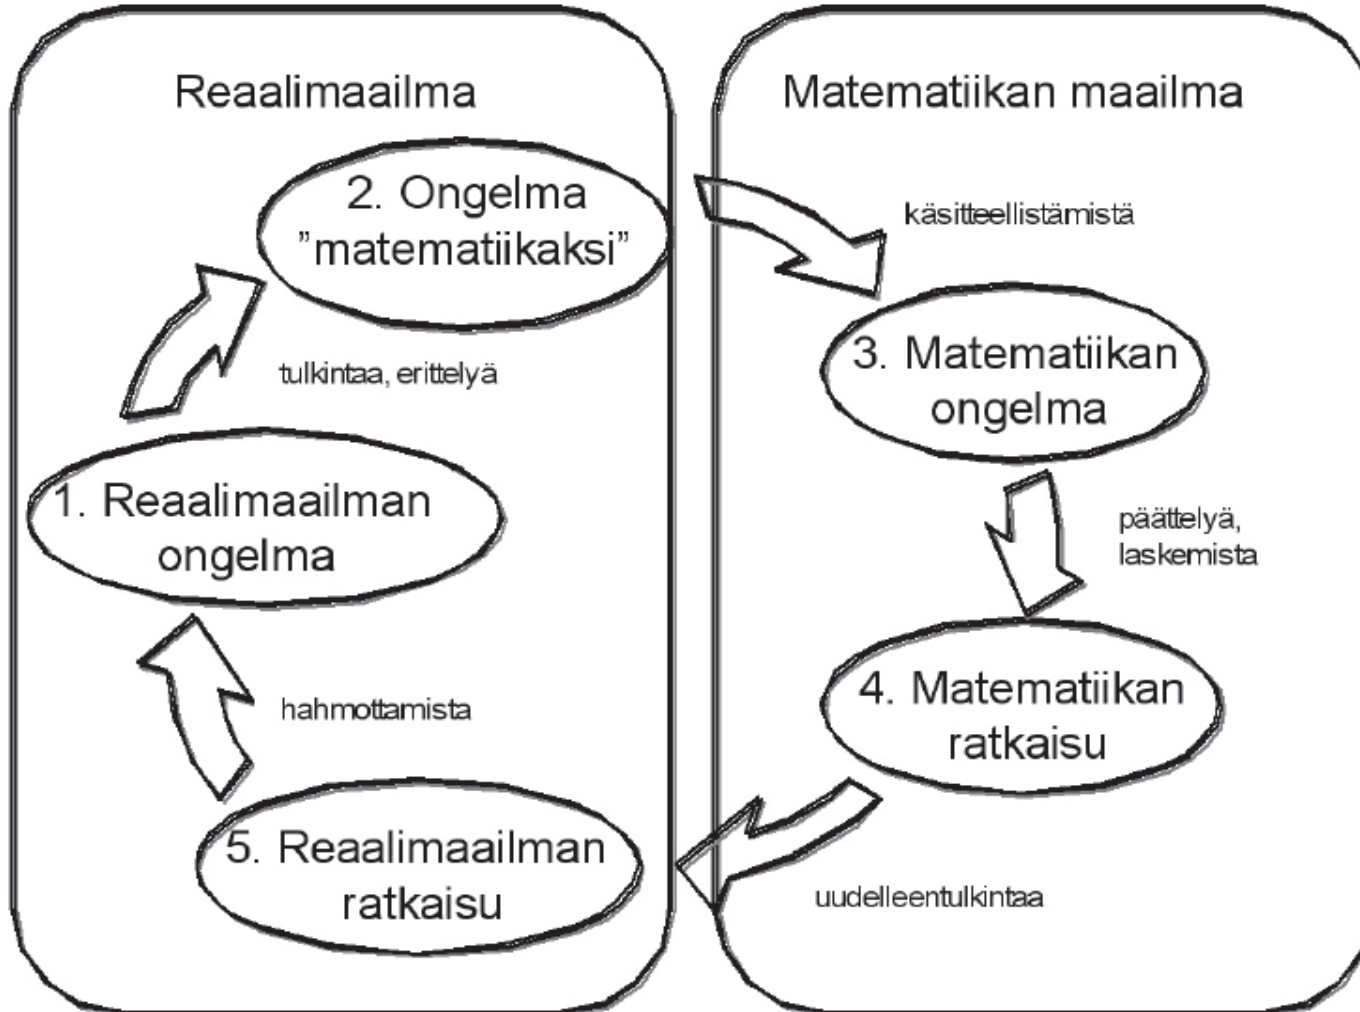 Reaalimaailma
2. Ongelma
”matematiikaksi”
tulkintaa, erittelyä
1. Reaalimaailman
ongelma
hahmottamista
5. Reaalimaailman
ratkaisu
Matematiikan maailma
käsitteellistämistä
3. Matematiikan
ongelma
päättelyä,
laskemista
4. Matematiikan
ratkaisu
uudelleentulkintaa